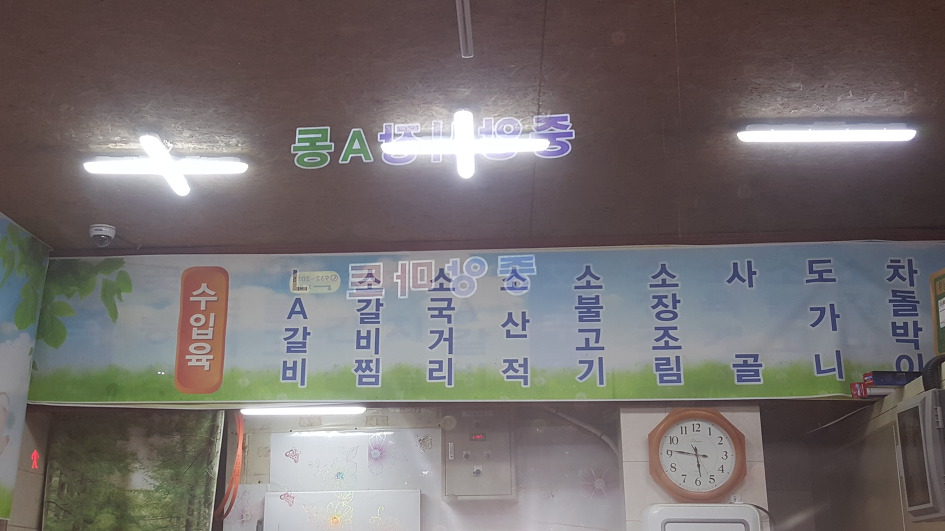 수입육
LA갈비
소갈비찜
소국거리
소산적
소불고기
소장조림
사골
도가니
차돌박이